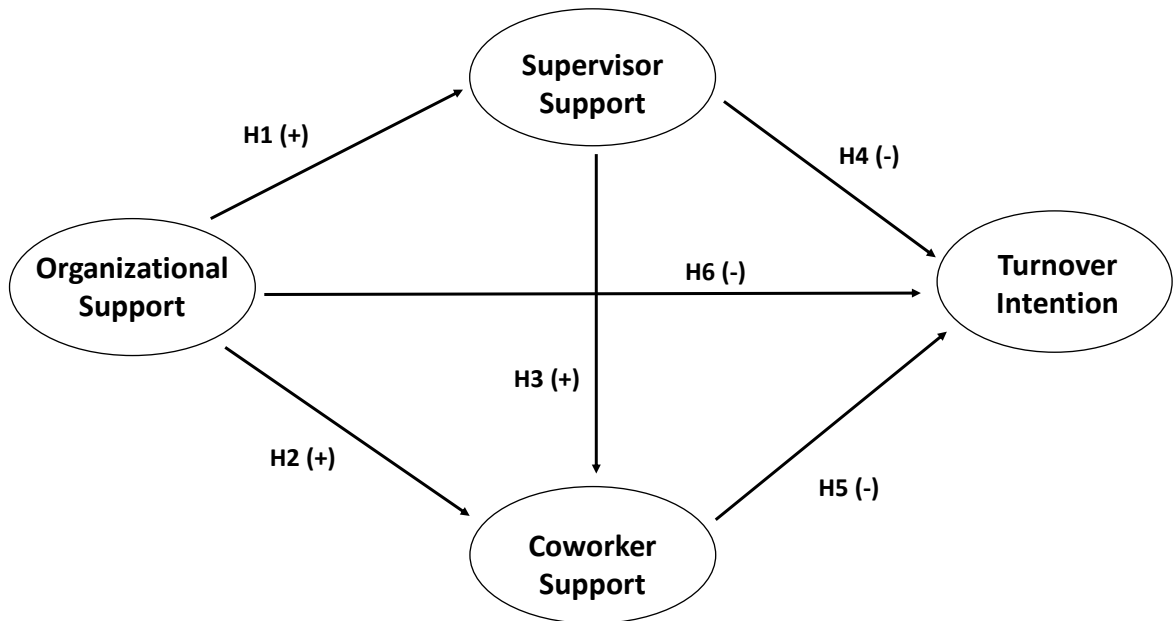 Supervisor
Support
H1 (+)
H4 (-)
Organizational
Support
H6 (-)
Turnover
Intention
H3 (+)
H2 (+)
H5 (-)
Coworker
Support